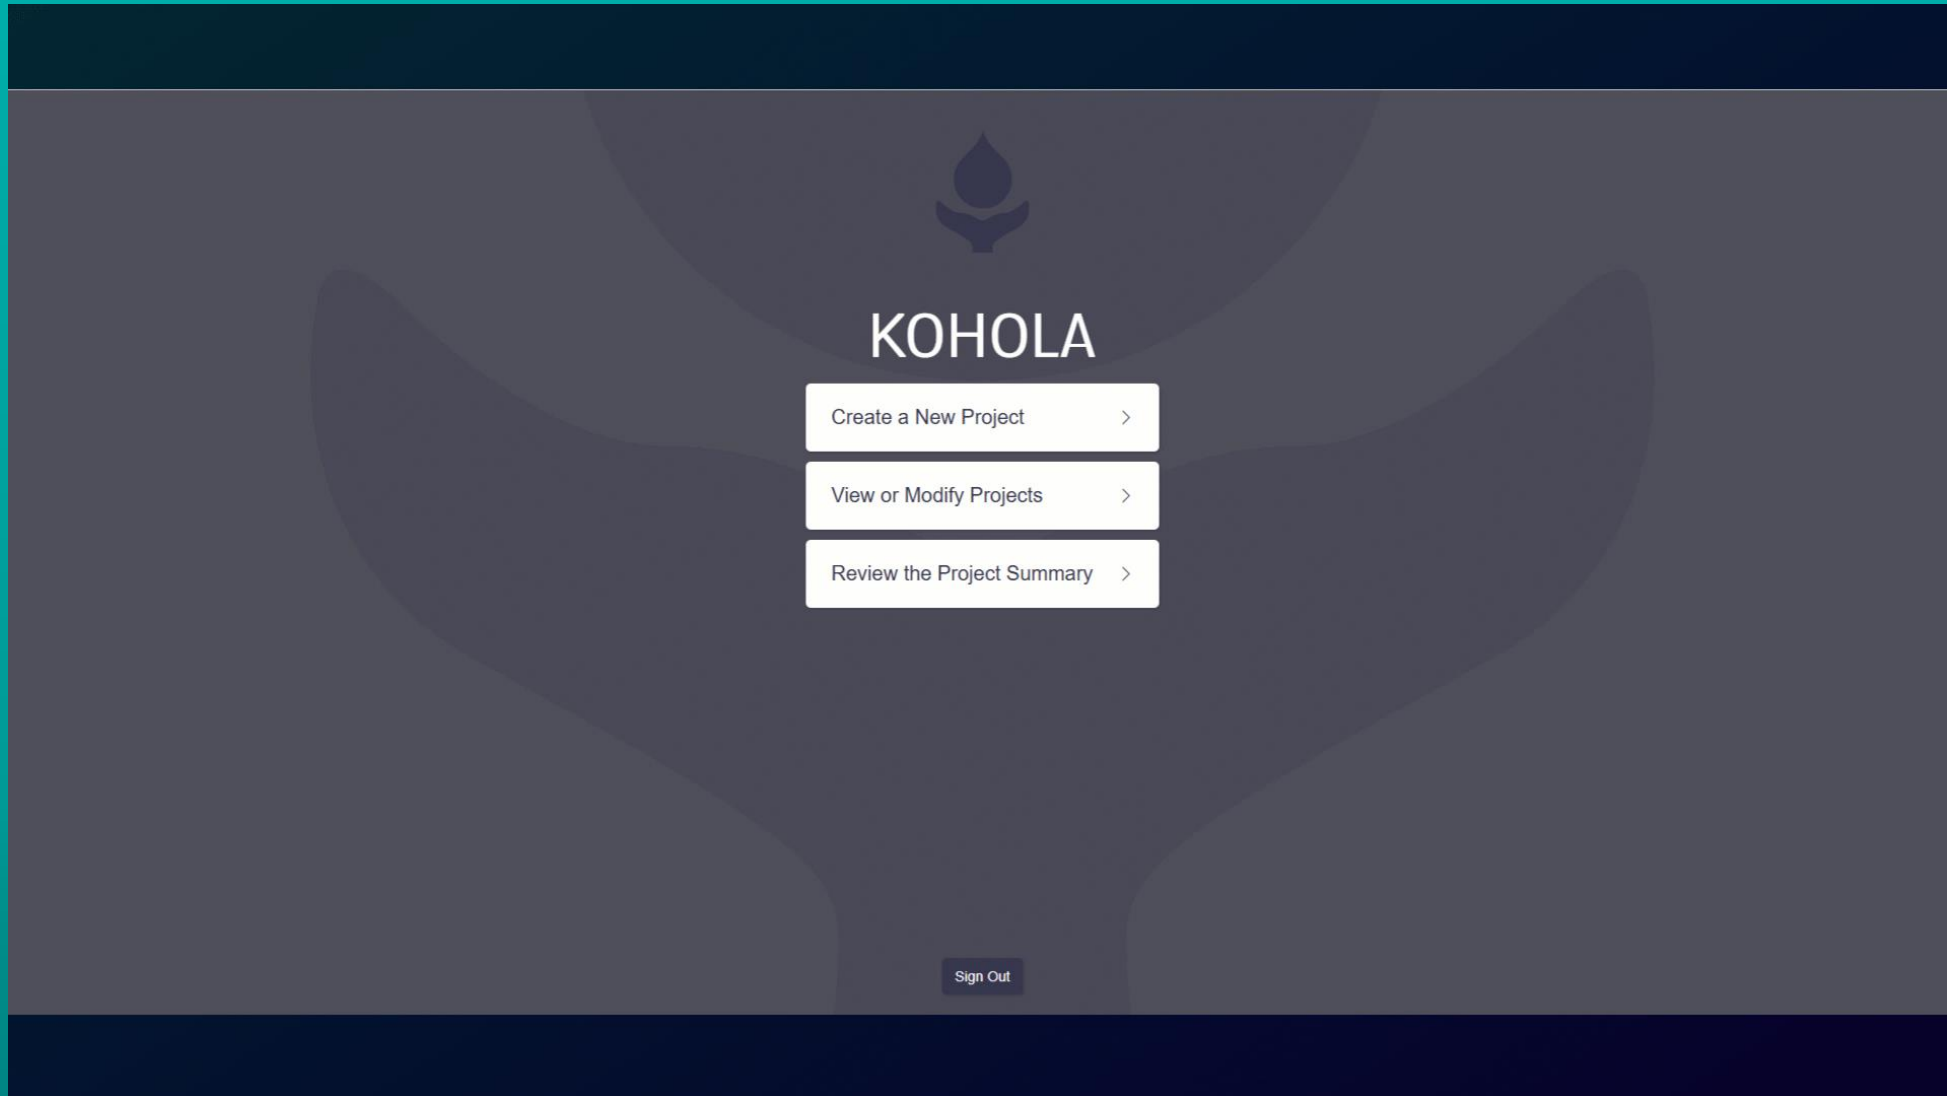 KOHOLA
Create a New Project
View or Modify Projects
Review the Project Summary
Sign Out